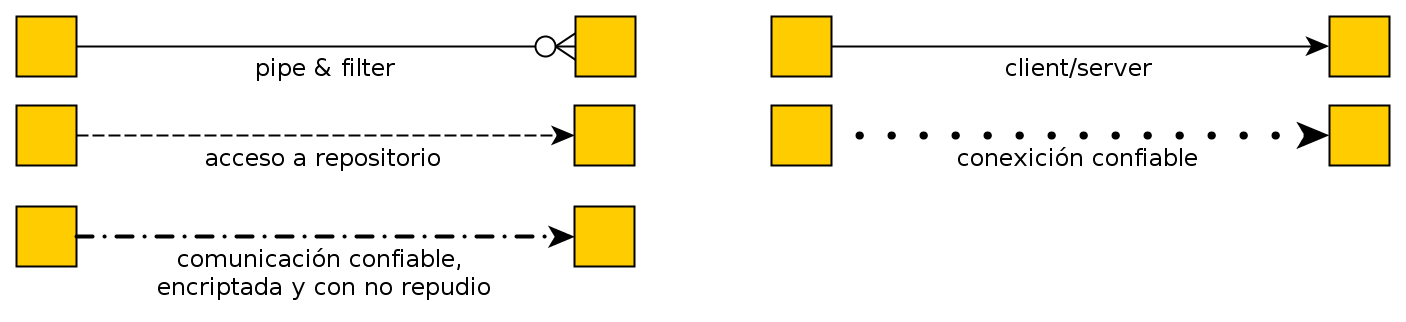 pipe & filter
client/server
acceso a repositorio
conexición confiable
comunicación confiable,
encriptada y con no repudio